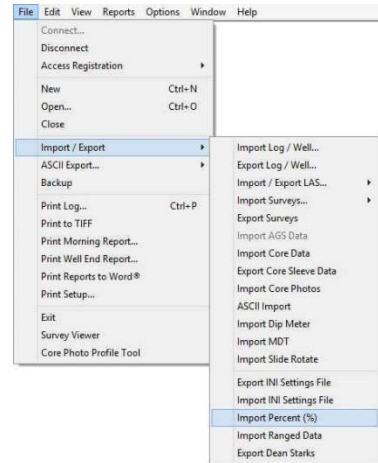 File Edit View Reports Options Window Help
Connect...
Disconnect
Access Registration
New Ctrl+N
Open... Ctrl+O
Close
Import / Export
ASCII Export...
Backup
Print Log... Ctrl+P
Print to TIFF
Print Morning Report...
Print Well End Report...
Print Reports to Word®
Print Setup...
Exit
Survey Viewer
Core Photo Profile Tool
Import Log / Well...
Export Log / Well...
Import / Export LAS...
Import Surveys...
Export Surveys
Import AGS Data
Import Core Data
Export Core Sleeve Data
Import Core Photos
ASCII Import
Import Dip Meter
Import MDT
Import Slide Rotate
Export INI Settings File
Import INI Settings File
Import Percent (%)
Import Ranged Data
Export Dean Starks